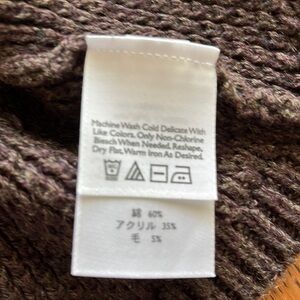 Machine Wash Cold Delicate With
Like Colors, Only Non-Chlorine
Bleach When Needed, Reshape,
Dry Flat, Warm Iron As Desired.
綿 60%
アクリル 35%
毛 5%